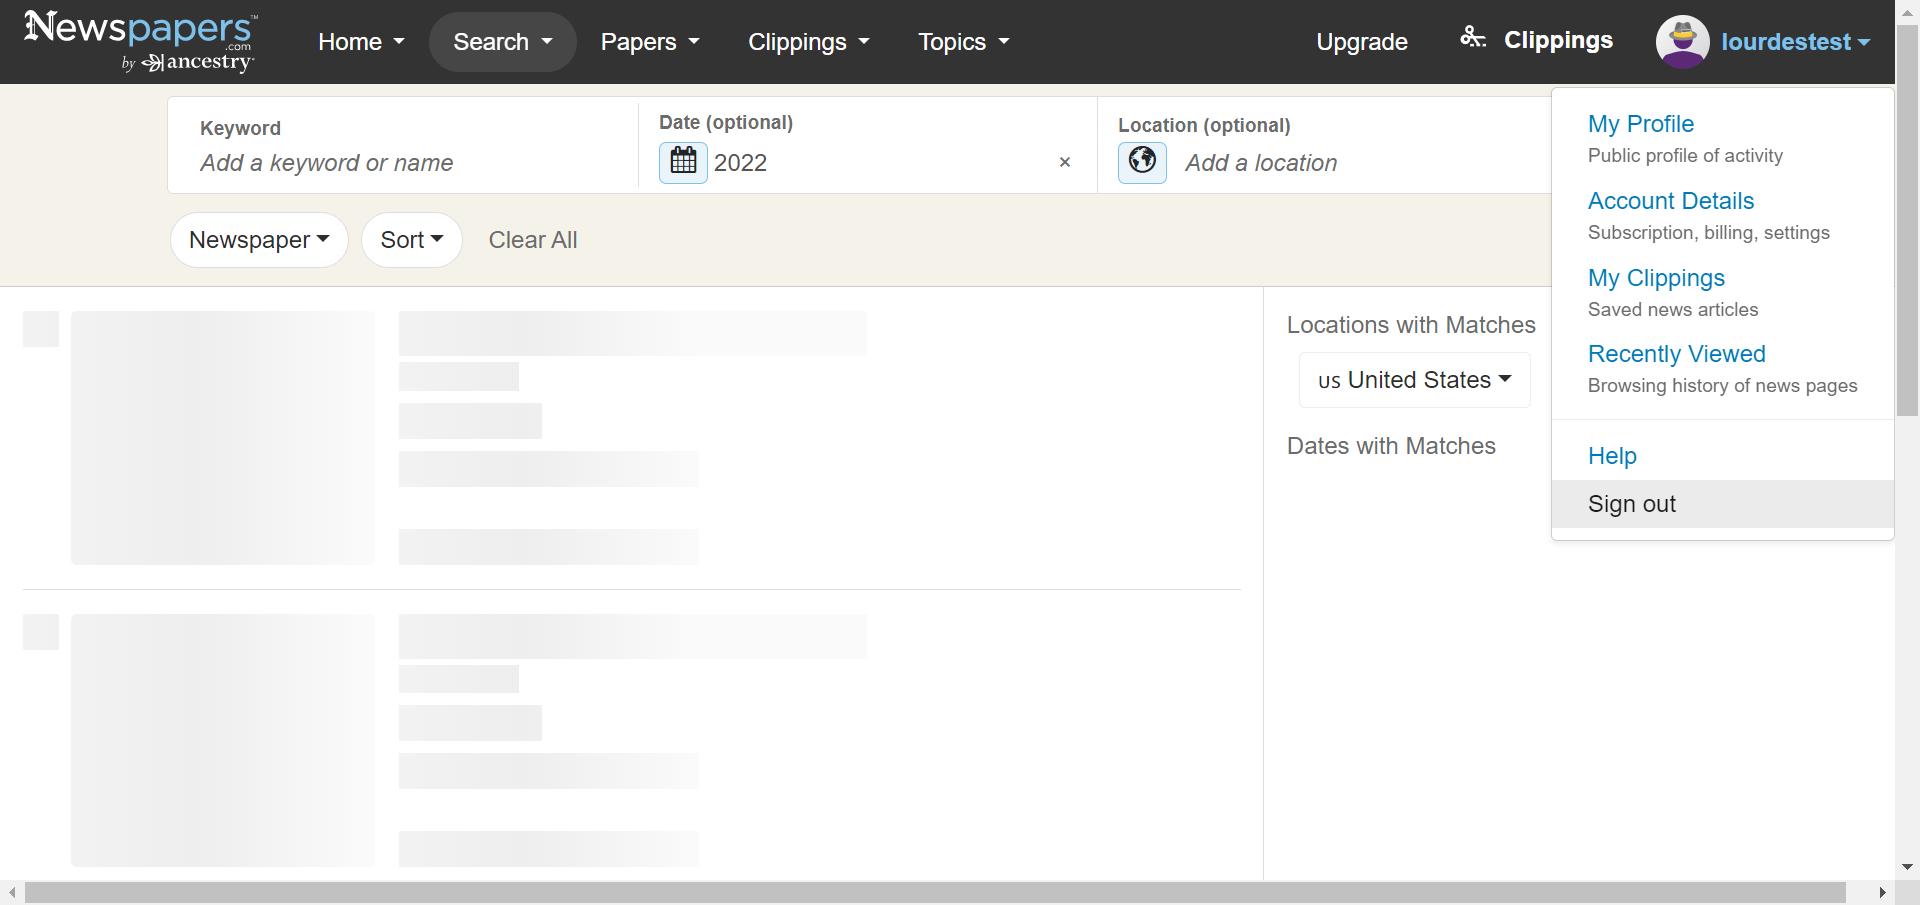 Newspapers™
.com
by ancestry
Home
Search
Papers
Clippings
Topics
Upgrade
Clippings
lourdestest
Keyword
Add a keyword or name
Date (optional)
2022
×
Location (optional)
Add a location
Newspaper
Sort
Clear All
Locations with Matches
US United States
Dates with Matches
My Profile
Public profile of activity
Account Details
Subscription, billing, settings
My Clippings
Saved news articles
Recently Viewed
Browsing history of news pages
Help
Sign out